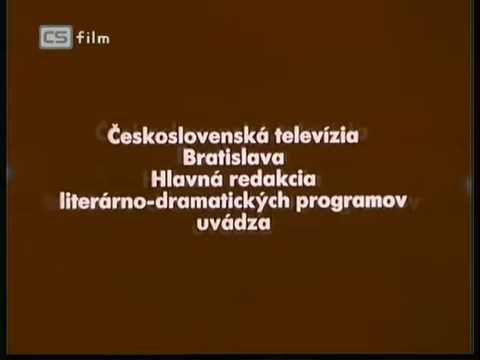 CS film
Československá televízia
Bratislava
Hlavná redakcia
literárno-dramatických programov
uvádza